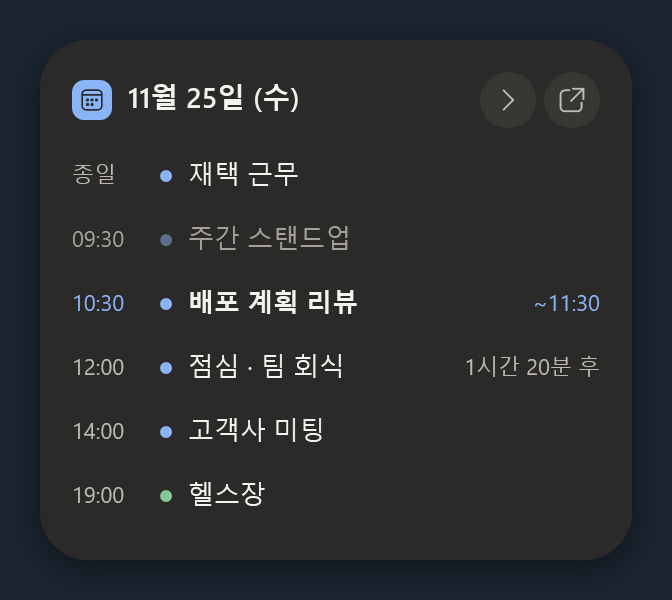 11월 25일 (수)
종일 재택 근무
09:30 주간 스탠드업
10:30 배포 계획 리뷰 ~11:30
12:00 점심 · 팀 회식 1시간 20분 후
14:00 고객사 미팅
19:00 헬스장